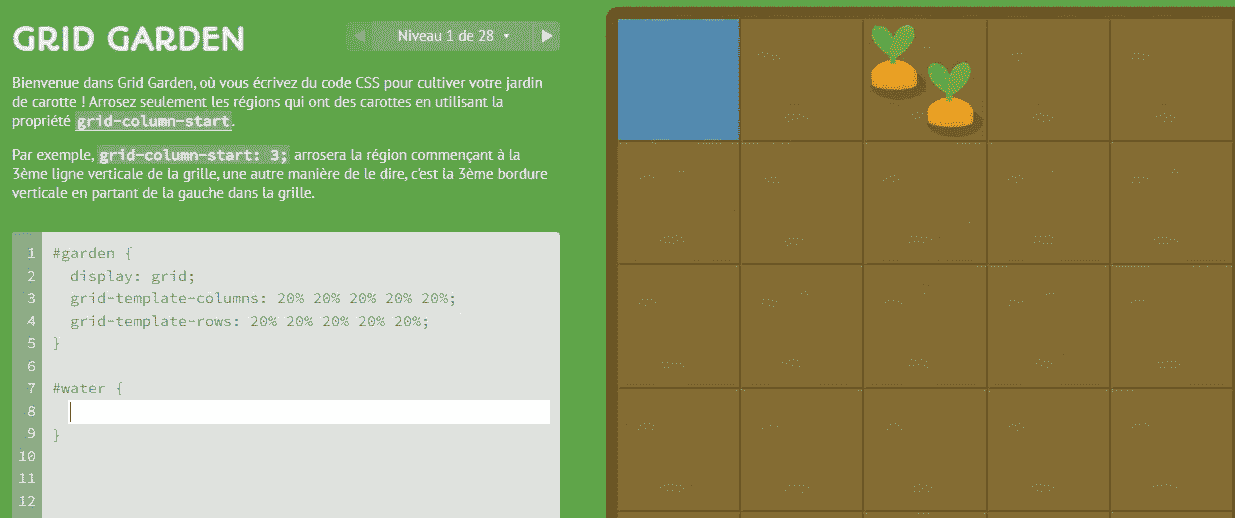 GRID GARDEN
Niveau 1 de 28
Bienvenue dans Grid Garden, où vous écrivez du code CSS pour cultiver votre jardin
de carotte ! Arrosez seulement les régions qui ont des carottes en utilisant la
propriété grid-column-start.
Par exemple, grid-column-start: 3; arrosera la région commençant à la
3ème ligne verticale de la grille, une autre manière de le dire, c'est la 3ème bordure
verticale en partant de la gauche dans la grille.
1 #garden {
2 display: grid;
3 grid-template-columns: 20% 20% 20% 20% 20%;
4 grid-template-rows: 20% 20% 20% 20% 20%;
5 }
6
7 #water {
8
9 }
10
11
12